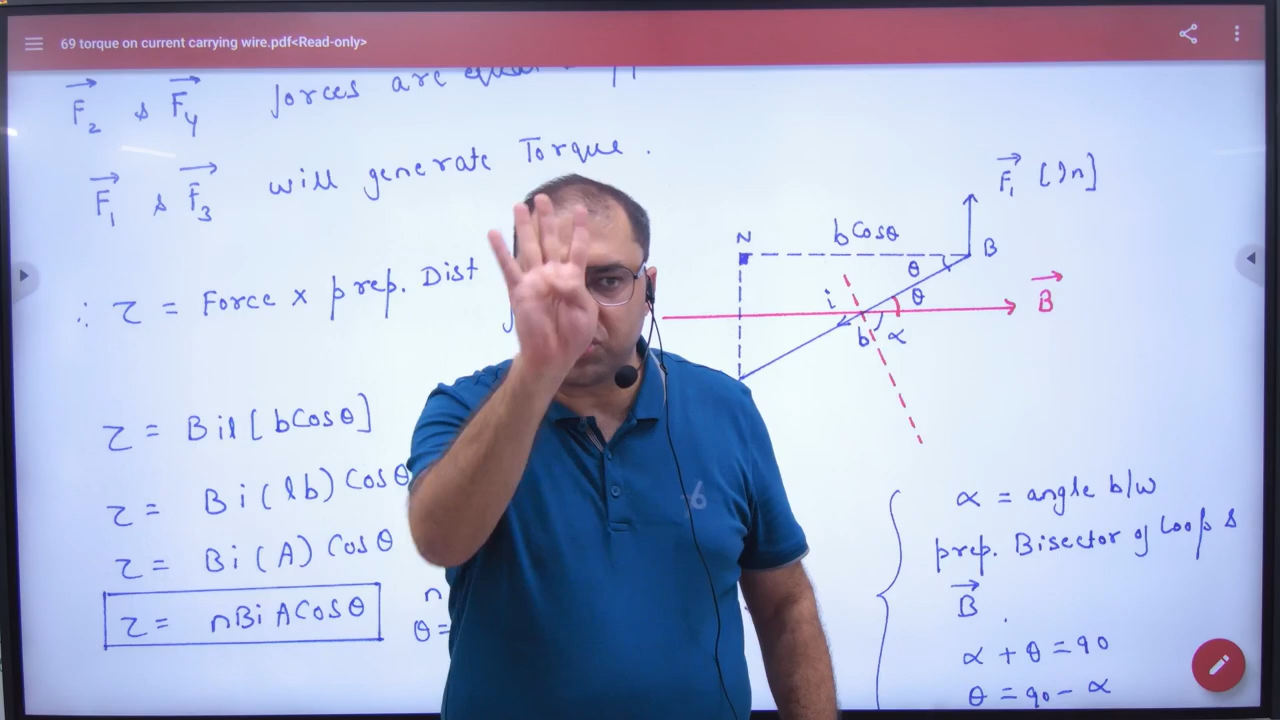 69 torque on current carrying wire.pdf<Read-only>
F₂ & F₄ forces are equal
F₁ & F₃ will generate Torque.
∴ τ = Force × prep. Dist
τ = Bil [bCosθ]
τ = Bi(lb) Cosθ
τ = Bi(A) Cosθ
τ = nBiACosθ
n
θ =
F₁ [In]
N
bCosθ
B
θ
θ
i
B
b
α
α = angle b/w
prep. Bisector of Loop &
B
α + θ = 90
θ = 90 - α